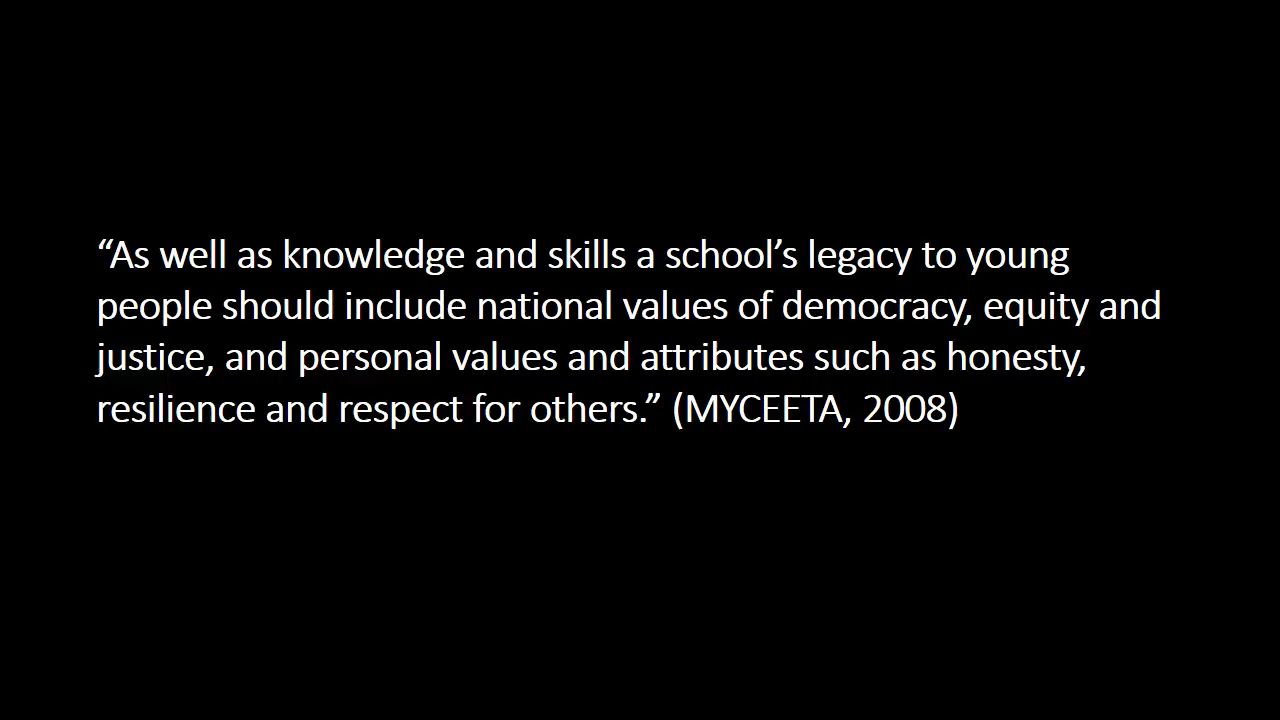 “As well as knowledge and skills a school’s legacy to young
people should include national values of democracy, equity and
justice, and personal values and attributes such as honesty,
resilience and respect for others.” (MYCEETA, 2008)